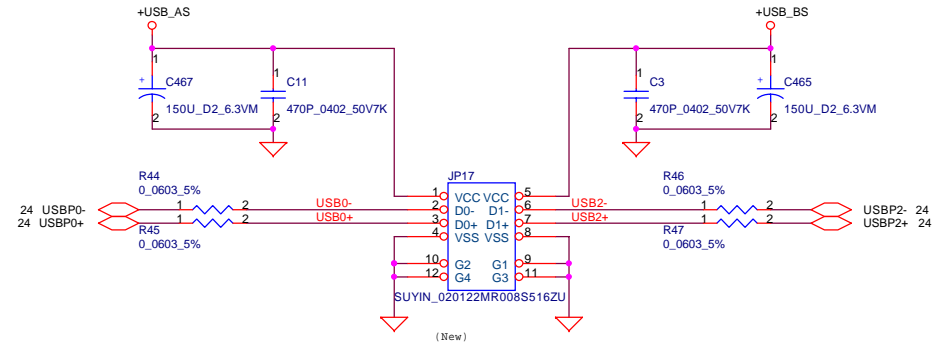 +USB_AS
+USB_BS
1
+
C467
2
150U_D2_6.3VM
1
C11
2
470P_0402_50V7K
1
C3
2
470P_0402_50V7K
1
+
C465
2
150U_D2_6.3VM
R44
0_0603_5%
JP17
R46
0_0603_5%
1 VCC VCC 5
24 USBP0- 1 2 USB0- 2 D0- D1- 6 USB2- 1 2 USBP2- 24
24 USBP0+ 1 2 USB0+ 3 D0+ D1+ 7 USB2+ 1 2 USBP2+ 24
R45
0_0603_5%
4 VSS VSS 8
R47
0_0603_5%
10 G2 G1 9
12 G4 G3 11
SUYIN_020122MR008S516ZU
(New)